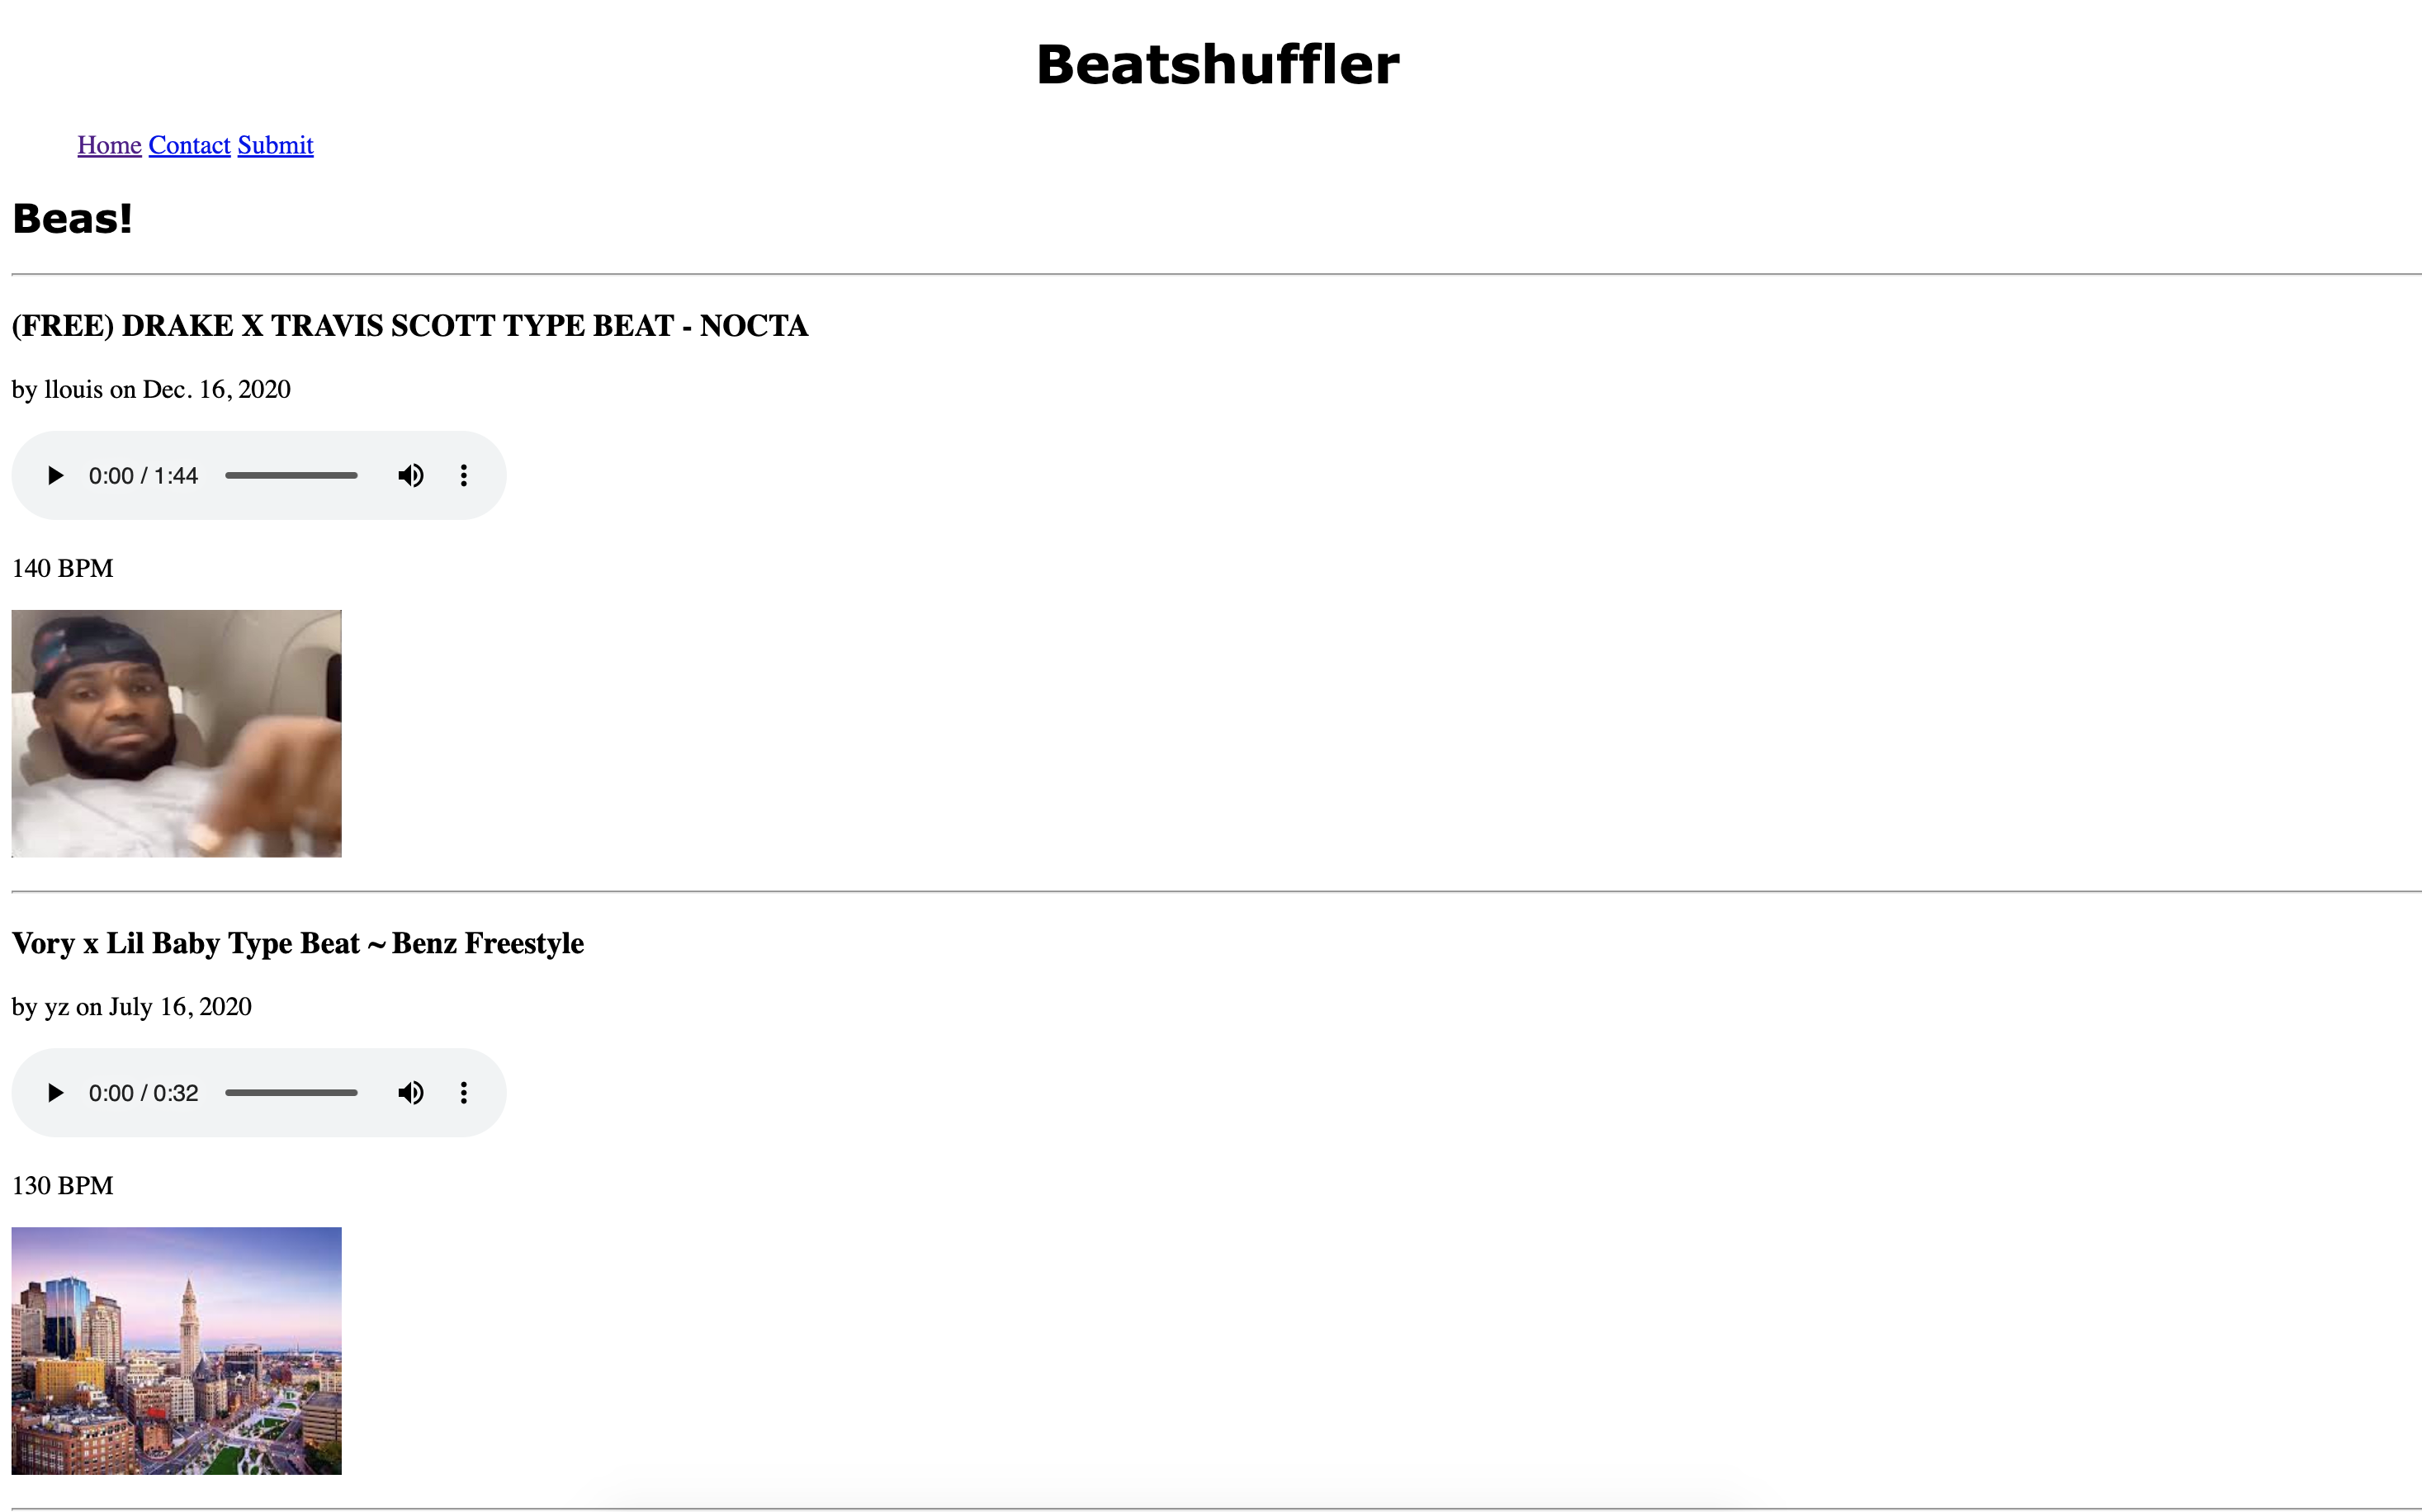 Beatshuffler
Home Contact Submit
Beas!
(FREE) DRAKE X TRAVIS SCOTT TYPE BEAT - NOCTA
by llouis on Dec. 16, 2020
0:00 / 1:44
140 BPM
Vory x Lil Baby Type Beat ~ Benz Freestyle
by yz on July 16, 2020
0:00 / 0:32
130 BPM